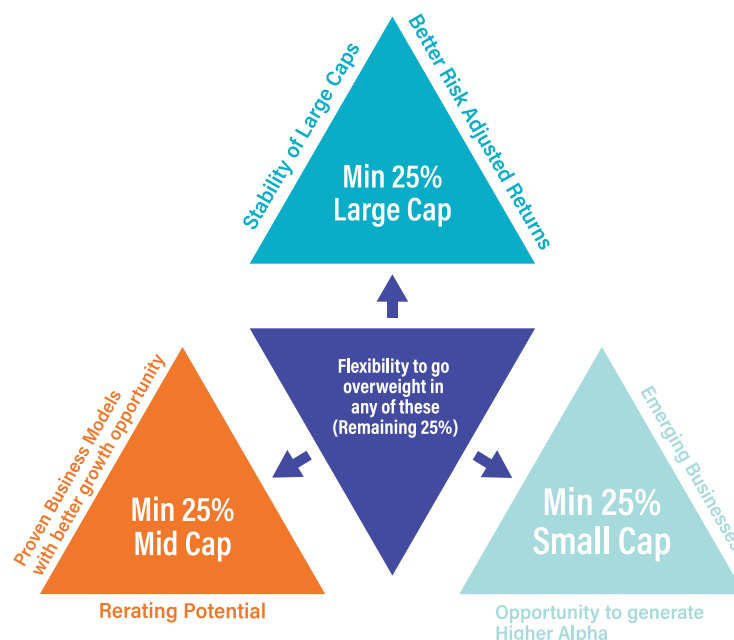 Stability of Large Caps
Better Risk Adjusted Returns
Min 25%
Large Cap
Flexibility to go
overweight in
any of these
(Remaining 25%)
Proven Business Models
with better growth opportunity
Min 25%
Mid Cap
Rerating Potential
Emerging Businesses
Min 25%
Small Cap
Opportunity to generate
Higher Alpha